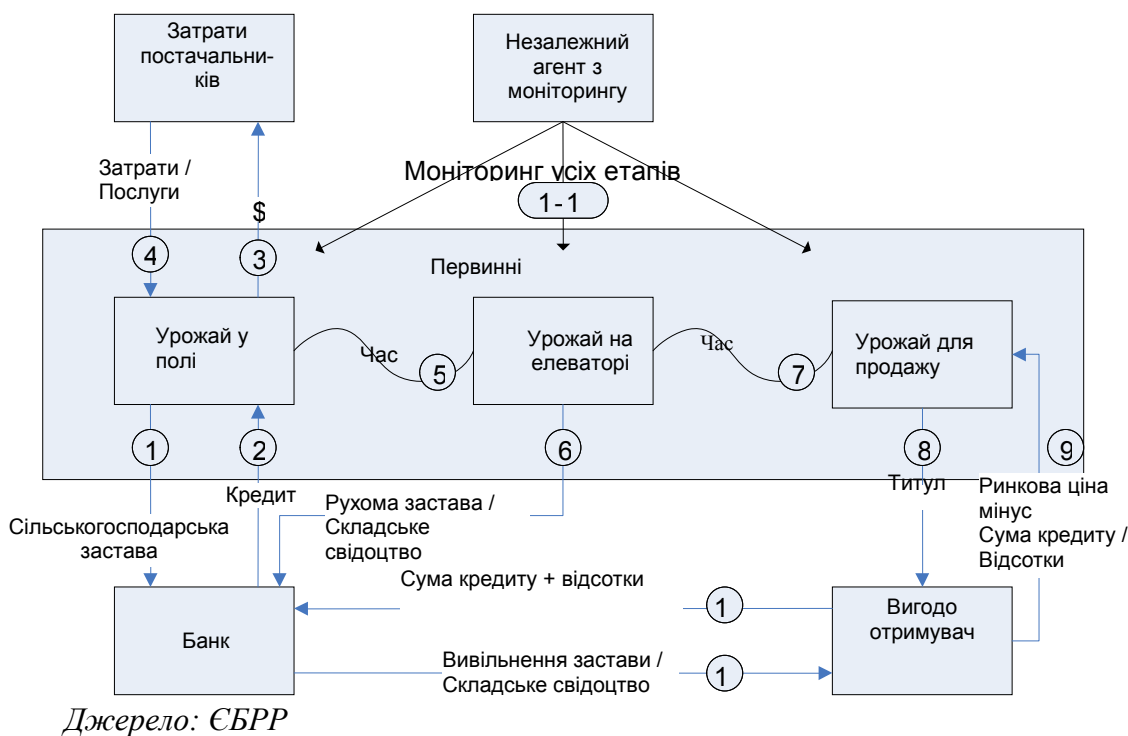 Затрати
постачальни-
ків
Незалежний
агент з
моніторингу
Затрати /
Послуги
$
Моніторинг усіх етапів
1-1
4
3
Первинні
Урожай у
полі
Час
5
Урожай на
елеваторі
Час
7
Урожай для
продажу
1
2
6
8
9
Кредит
Сільськогосподарська
застава
Рухома застава /
Складське
свідоцтво
Титул
Ринкова ціна
мінус
Сума кредиту /
Відсотки
Сума кредиту + відсотки
1
Банк
Вигодо
отримувач
Вивільнення застави /
Складське свідоцтво
1
Джерело: ЄБРР